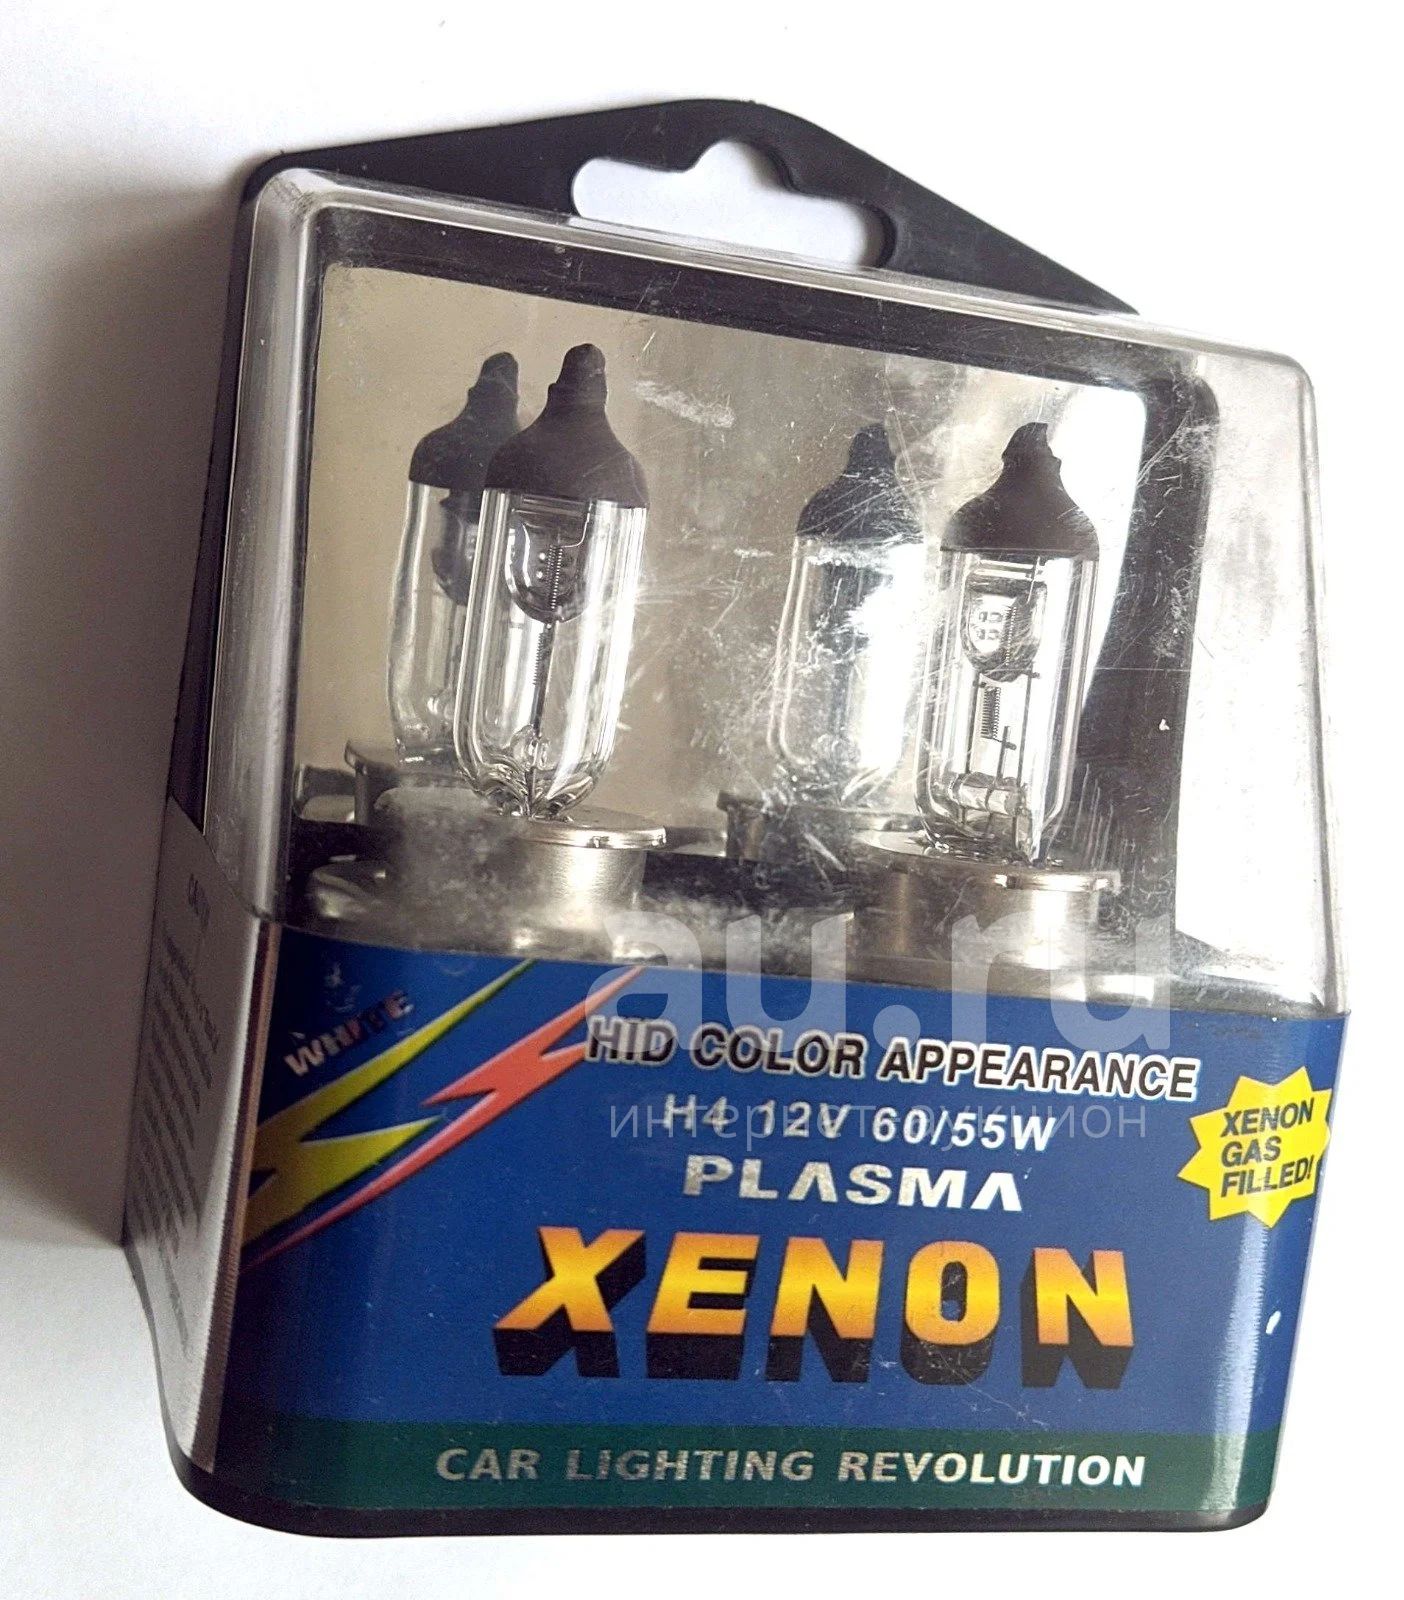 WHITE
HID COLOR APPEARANCE
H4 12V 60/55W
PLASMA
XENON
XENON
GAS
FILLED!
CAR LIGHTING REVOLUTION
au.ru
интернет-аукцион